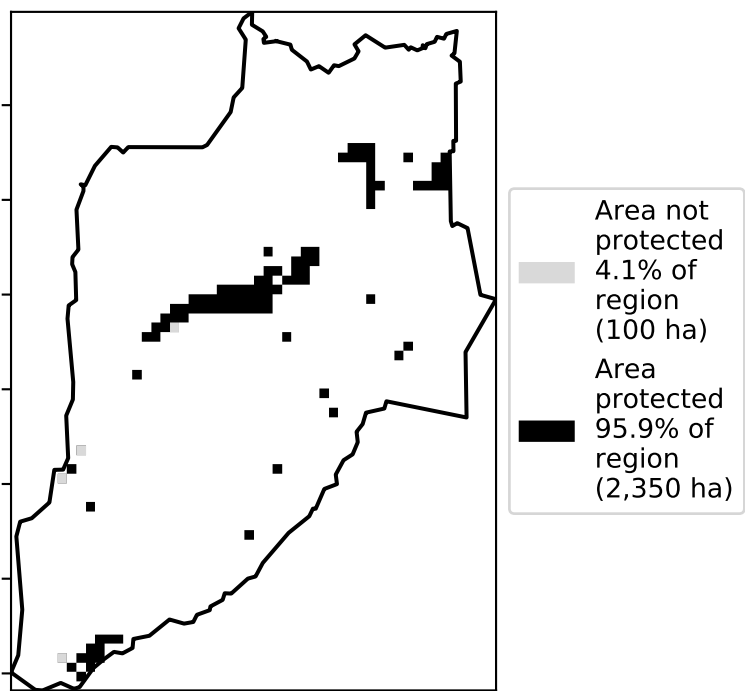 Area not
protected
4.1% of
region
(100 ha)
Area
protected
95.9% of
region
(2,350 ha)